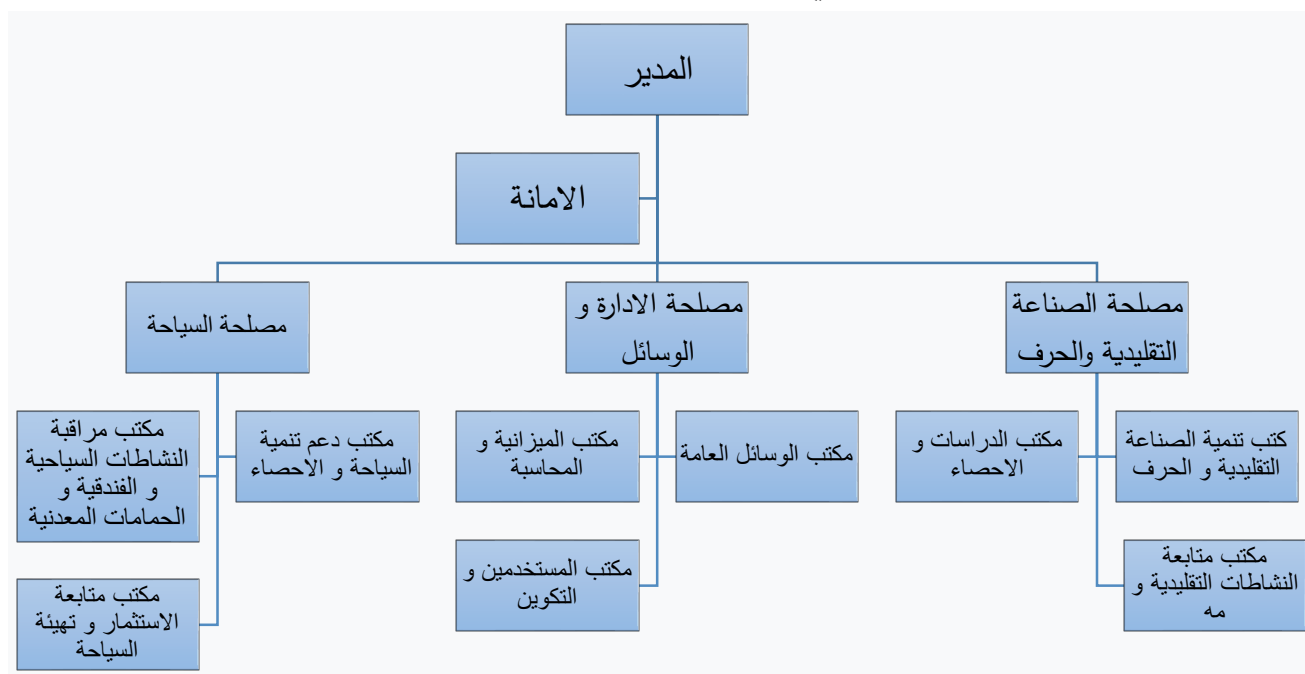 المدير
الامانة
مصلحة الصناعة
التقليدية والحرف
مصلحة الادارة و
الوسائل
مصلحة السياحة
كتب تنمية الصناعة
التقليدية و الحرف
مكتب الدراسات و
الاحصاء
مكتب الوسائل العامة
مكتب الميزانية و
المحاسبة
مكتب دعم تنمية
السياحة و الاحصاء
مكتب مراقبة
النشاطات السياحية
و الفندقية و
الحمامات المعدنية
مكتب متابعة
النشاطات التقليدية و
مه
مكتب المستخدمين و
التكوين
مكتب متابعة
الاستثمار و تهيئة
السياحة